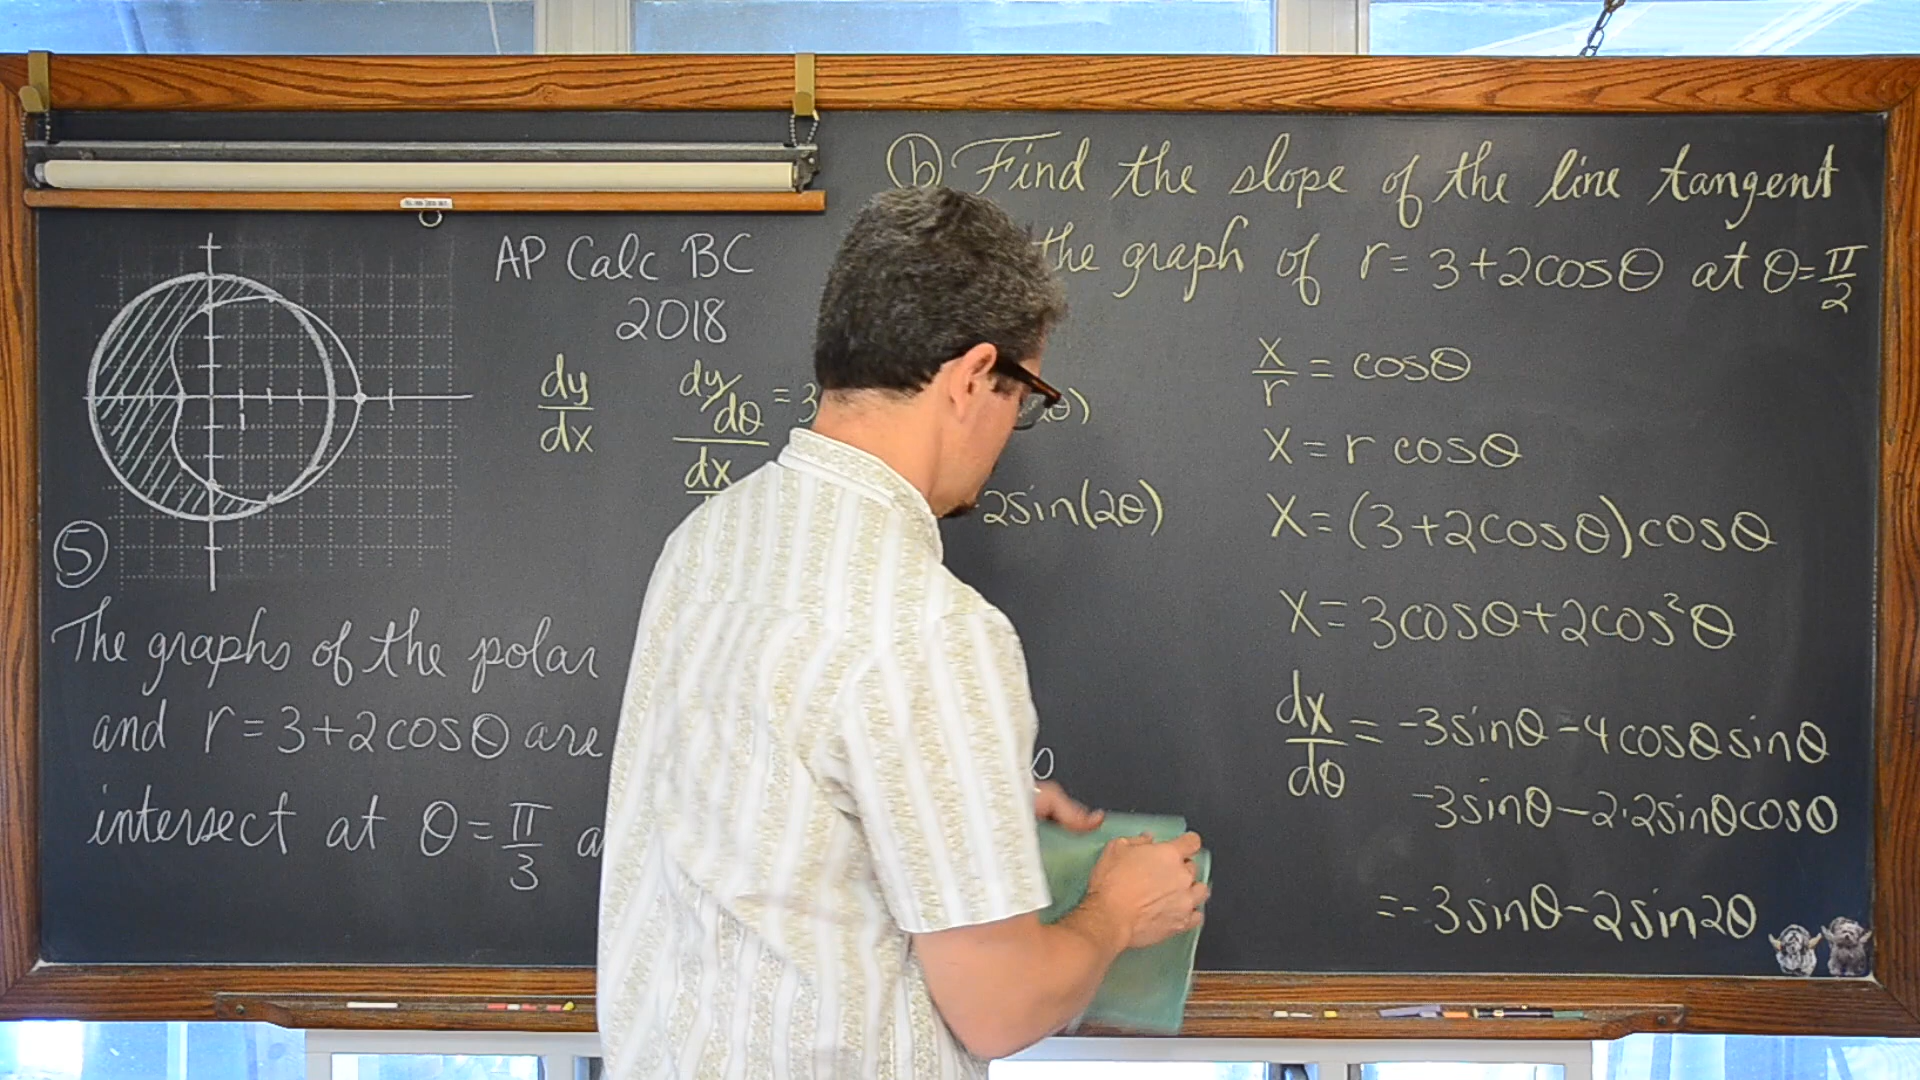 AP Calc BC
2018
dy/dx dy/dθ = 3
dx
θ)
2sin(2θ)
⑤
The graphs of the polar
and r = 3+2cosθ are
intersect at θ = π/3
ⓑ Find the slope of the line tangent
the graph of r = 3+2cosθ at θ = π/2
x/r = cosθ
x = r cosθ
x = (3+2cosθ)cosθ
x = 3cosθ+2cos²θ
dx/dθ = -3sinθ-4cosθsinθ
-3sinθ-2·2sinθcosθ
=-3sinθ-2sin2θ